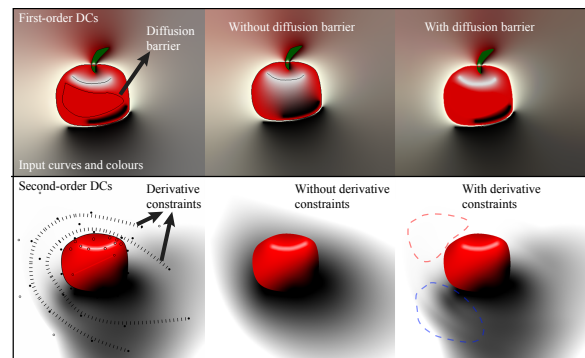 First-order DCs
Diffusion
barrier
Without diffusion barrier
With diffusion barrier
Input curves and colours
Second-order DCs
Derivative
constraints
Without derivative
constraints
With derivative
constraints